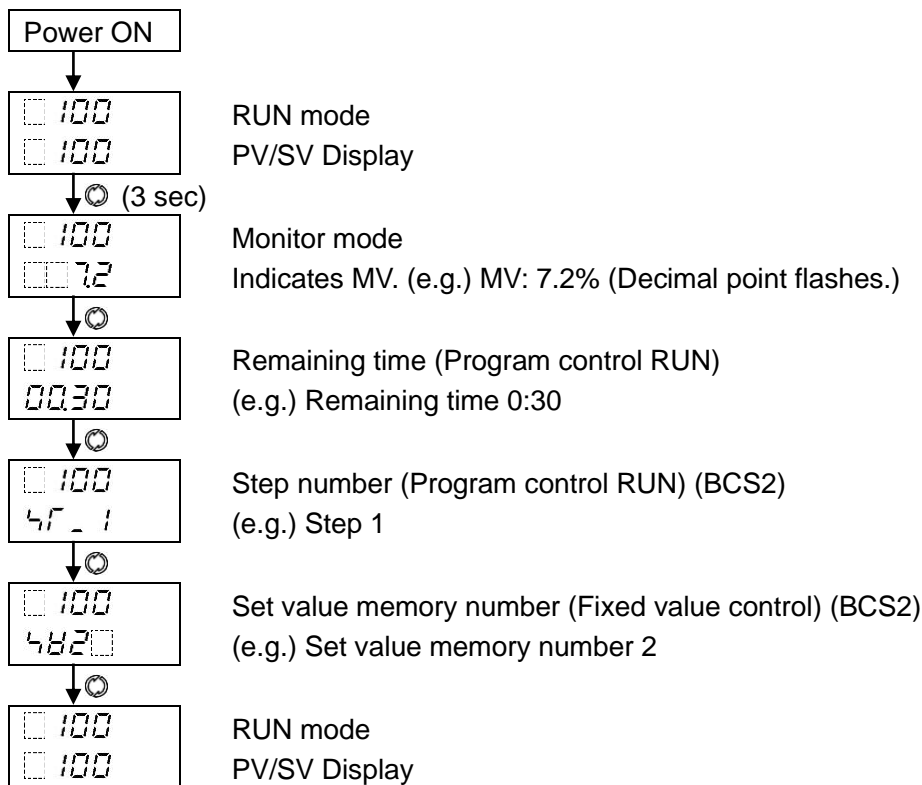 Power ON
100
100
RUN mode
PV/SV Display
(3 sec)
100
7.2
Monitor mode
Indicates MV. (e.g.) MV: 7.2% (Decimal point flashes.)
100
00.30
Remaining time (Program control RUN)
(e.g.) Remaining time 0:30
100
Step number (Program control RUN) (BCS2)
(e.g.) Step 1
100
Set value memory number (Fixed value control) (BCS2)
(e.g.) Set value memory number 2
100
100
RUN mode
PV/SV Display